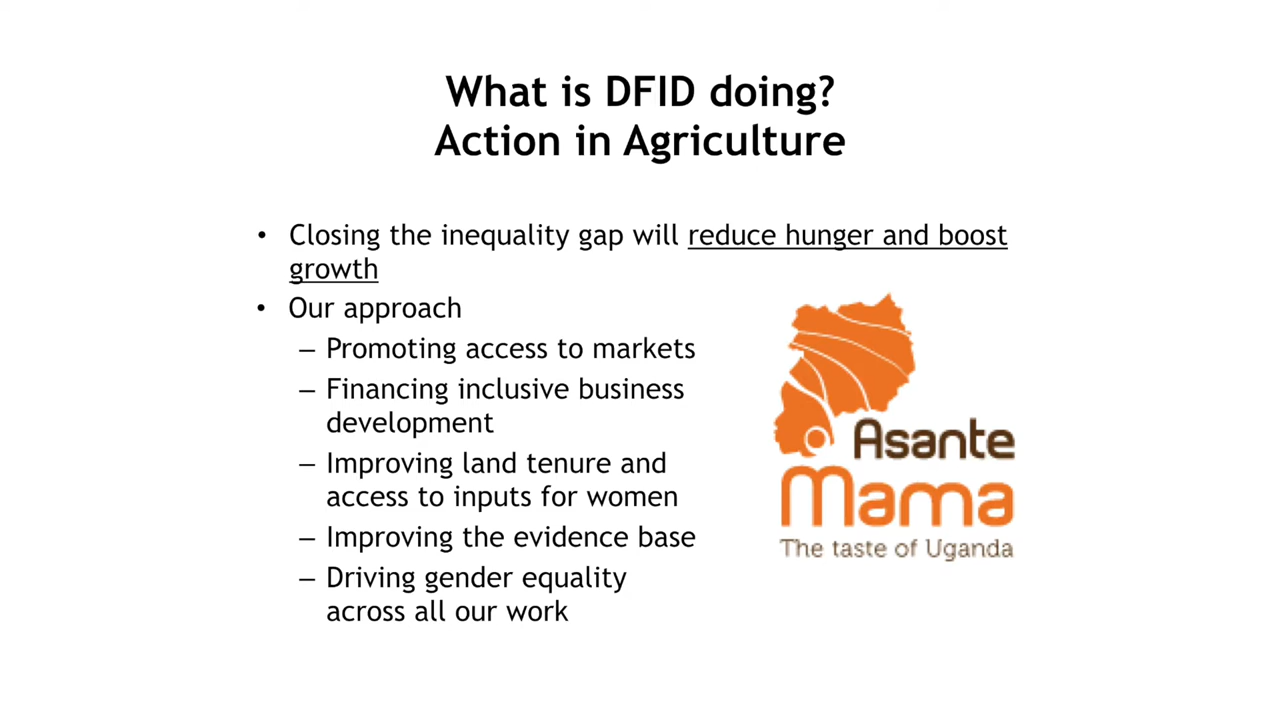 What is DFID doing?
Action in Agriculture
• Closing the inequality gap will reduce hunger and boost
growth
• Our approach
– Promoting access to markets
– Financing inclusive business
development
– Improving land tenure and
access to inputs for women
– Improving the evidence base
– Driving gender equality
across all our work
Asante
Mama
The taste of Uganda